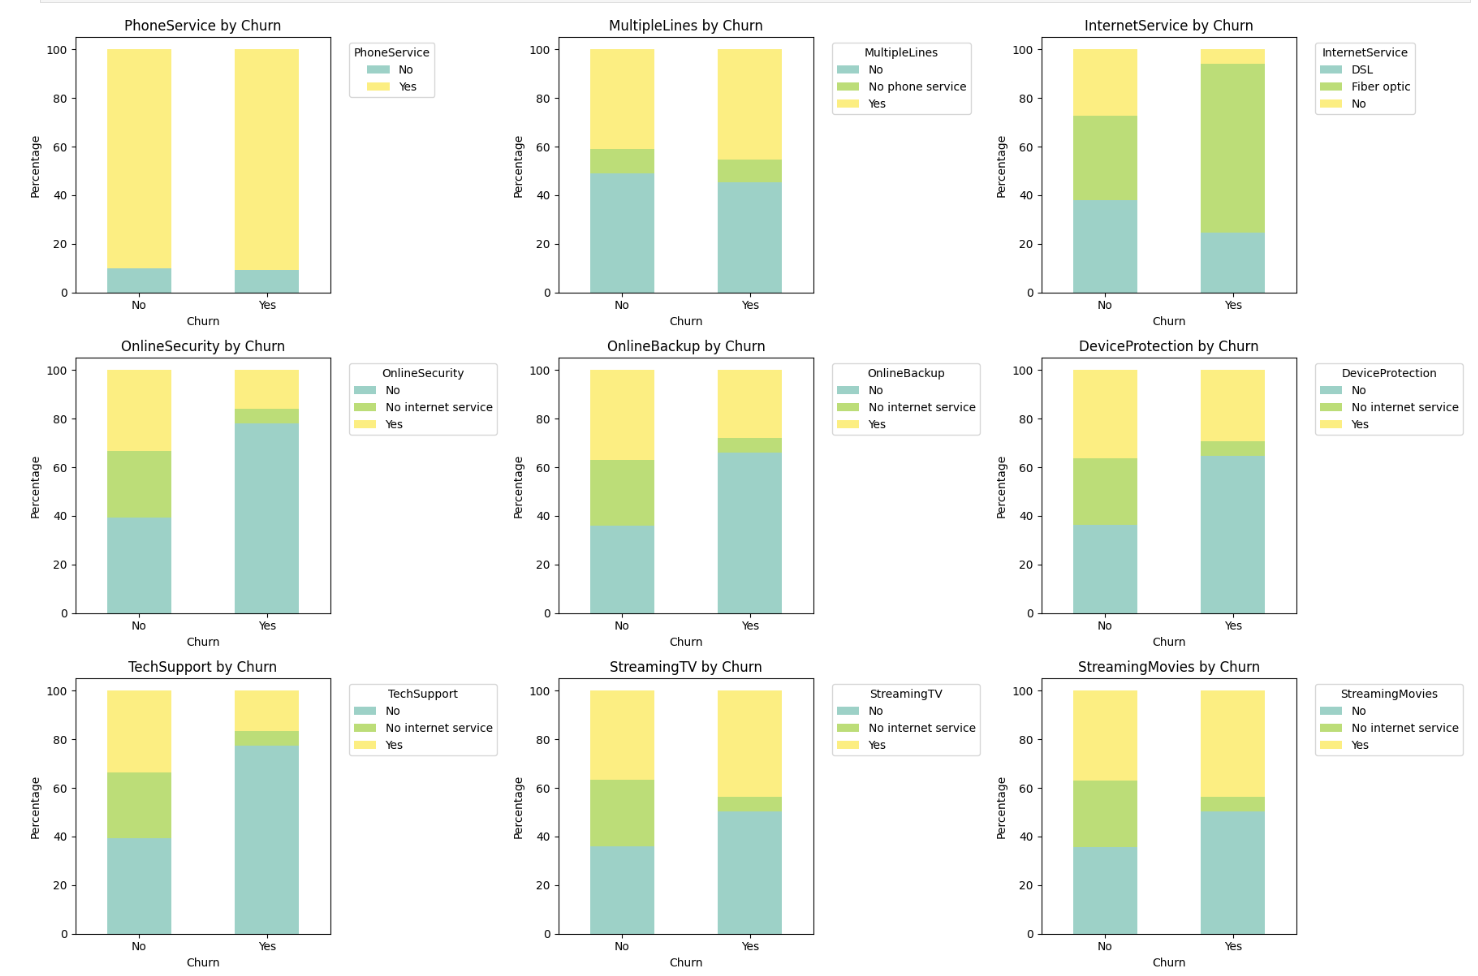 PhoneService by Churn
100
80
60
40
20
0
Percentage
No
Yes
Churn
PhoneService
No
Yes
MultipleLines by Churn
100
80
60
40
20
0
Percentage
No
Yes
Churn
MultipleLines
No
No phone service
Yes
InternetService by Churn
100
80
60
40
20
0
Percentage
No
Yes
Churn
InternetService
DSL
Fiber optic
No
OnlineSecurity by Churn
100
80
60
40
20
0
Percentage
No
Yes
Churn
OnlineSecurity
No
No internet service
Yes
OnlineBackup by Churn
100
80
60
40
20
0
Percentage
No
Yes
Churn
OnlineBackup
No
No internet service
Yes
DeviceProtection by Churn
100
80
60
40
20
0
Percentage
No
Yes
Churn
DeviceProtection
No
No internet service
Yes
TechSupport by Churn
100
80
60
40
20
0
Percentage
No
Yes
Churn
TechSupport
No
No internet service
Yes
StreamingTV by Churn
100
80
60
40
20
0
Percentage
No
Yes
Churn
StreamingTV
No
No internet service
Yes
StreamingMovies by Churn
100
80
60
40
20
0
Percentage
No
Yes
Churn
StreamingMovies
No
No internet service
Yes